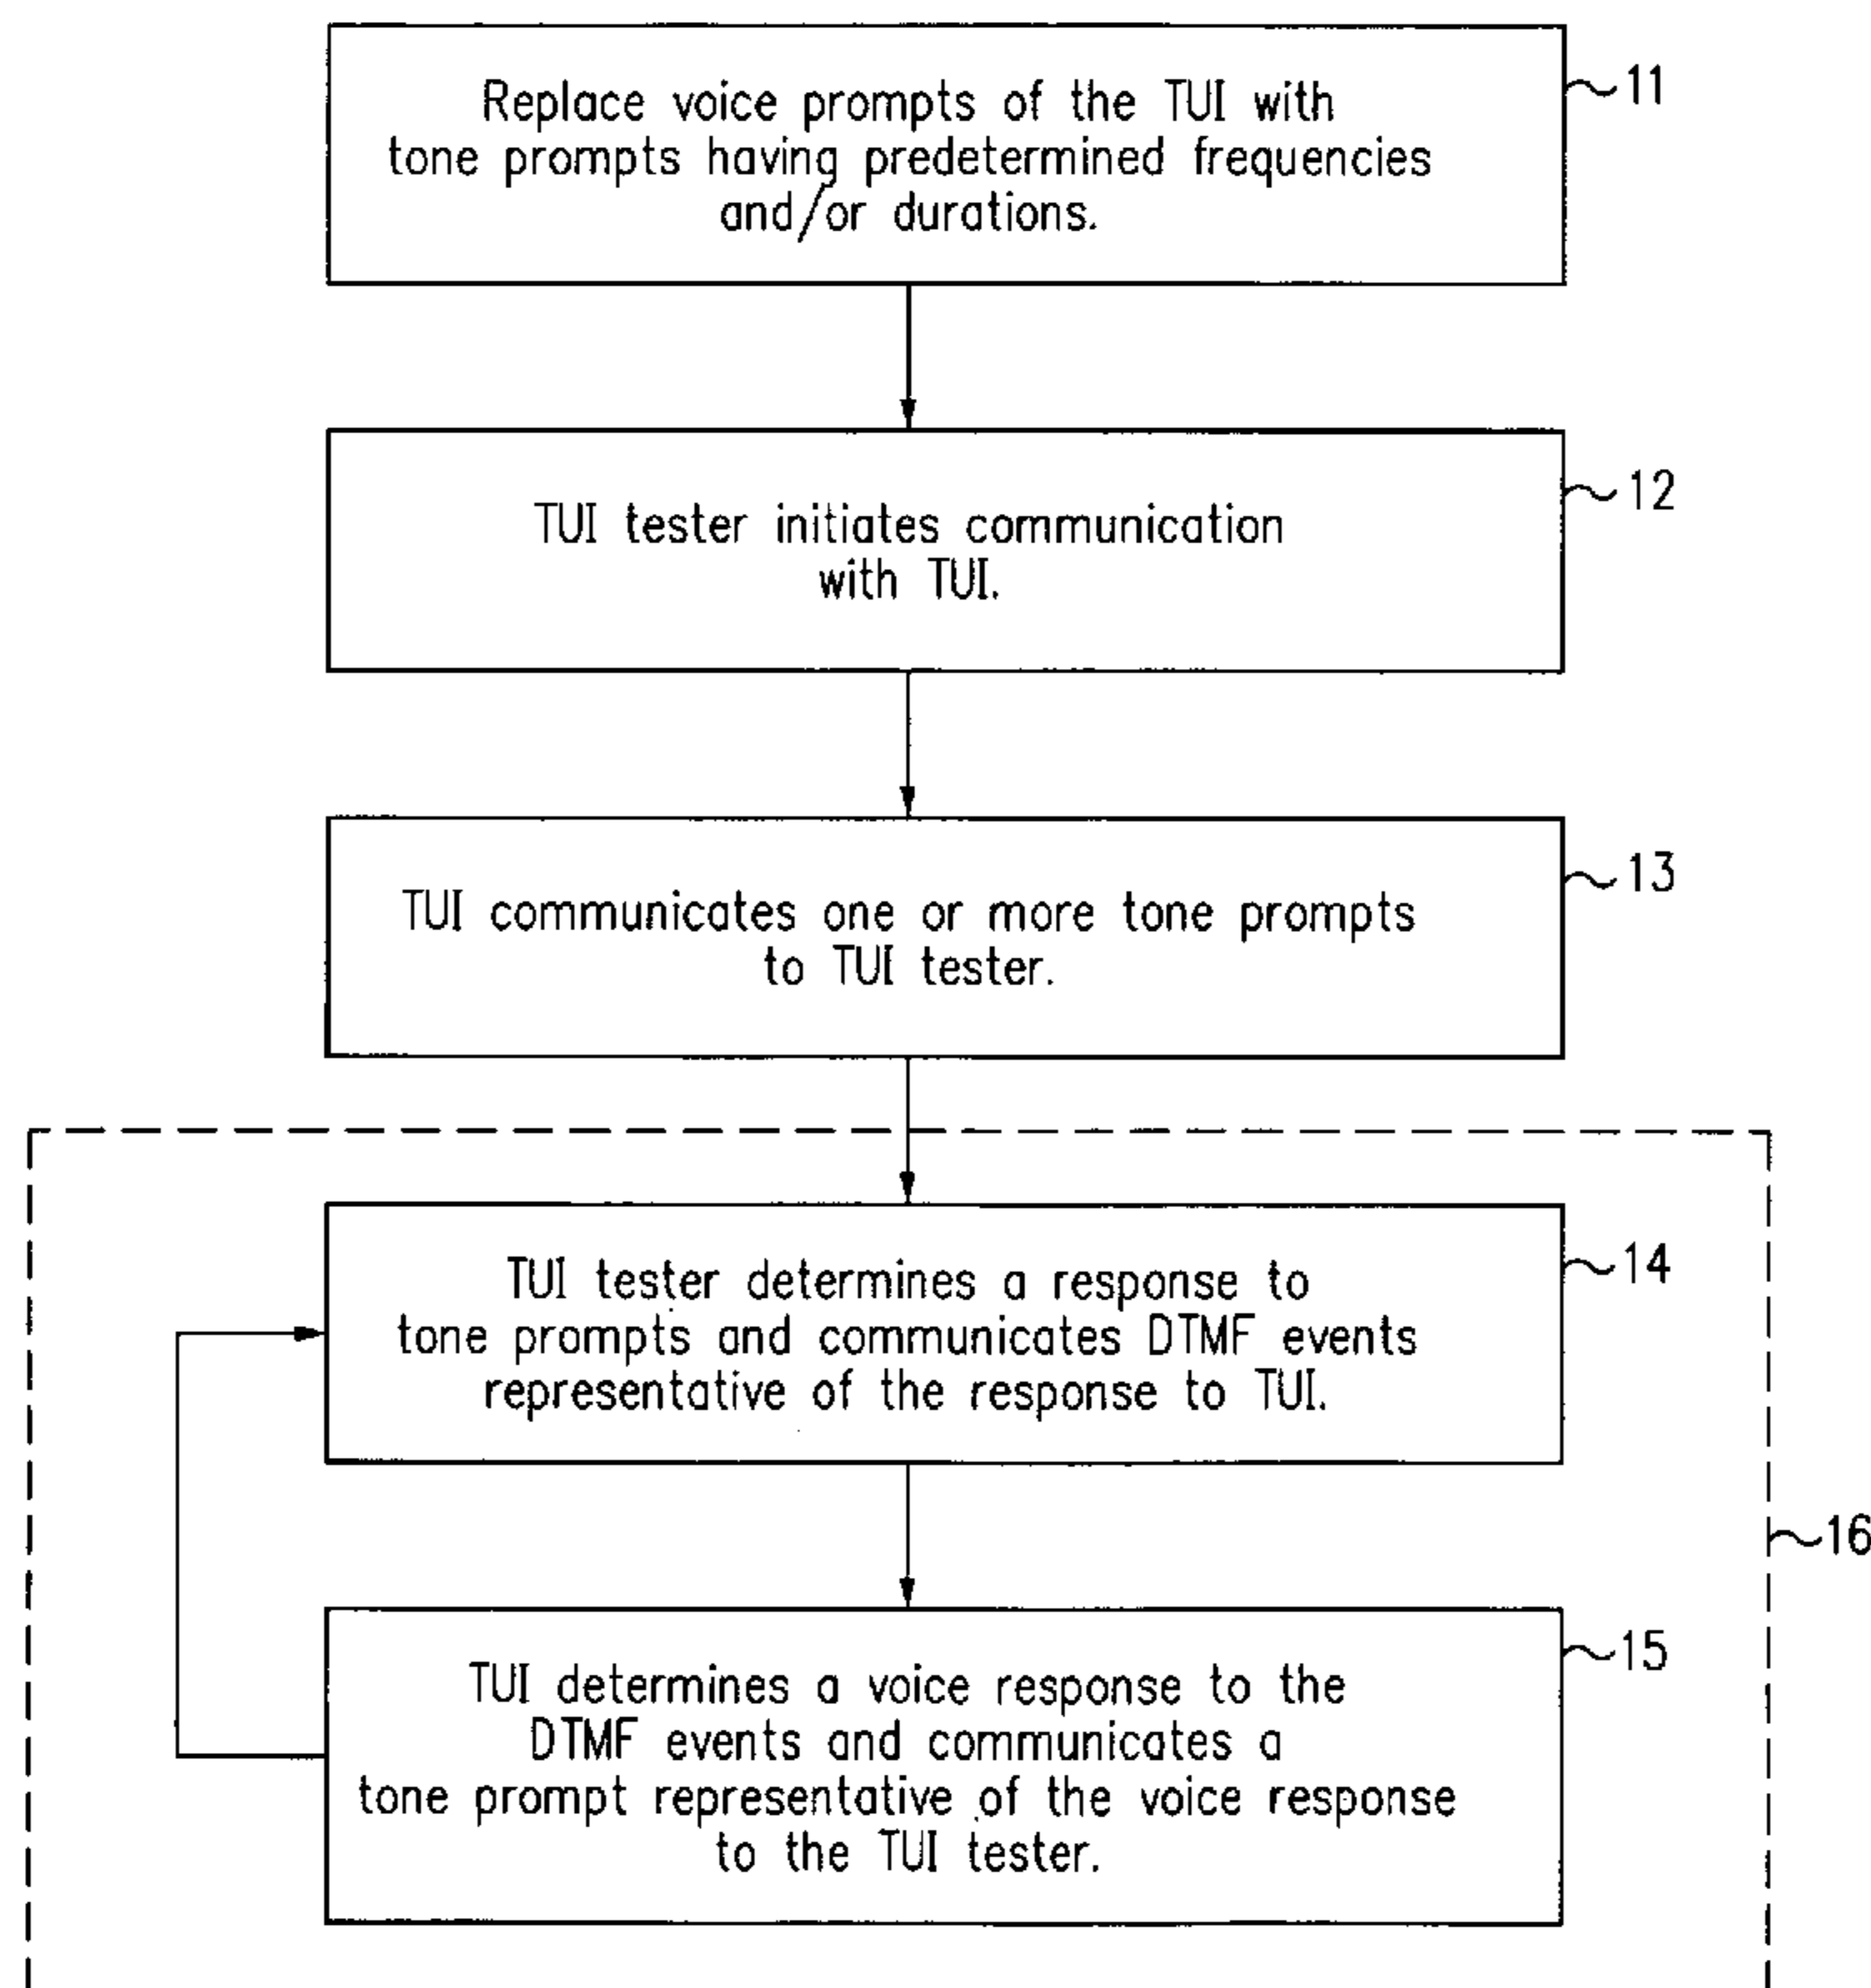 Replace voice prompts of the TUI with
tone prompts having predetermined frequencies
and/or durations.
11
TUI tester initiates communication
with TUI.
12
TUI communicates one or more tone prompts
to TUI tester.
13
TUI tester determines a response to
tone prompts and communicates DTMF events
representative of the response to TUI.
14
16
TUI determines a voice response to the
DTMF events and communicates a
tone prompt representative of the voice response
to the TUI tester.
15